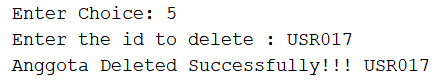 Enter Choice: 5
Enter the id to delete : USR017
Anggota Deleted Successfully!!! USR017